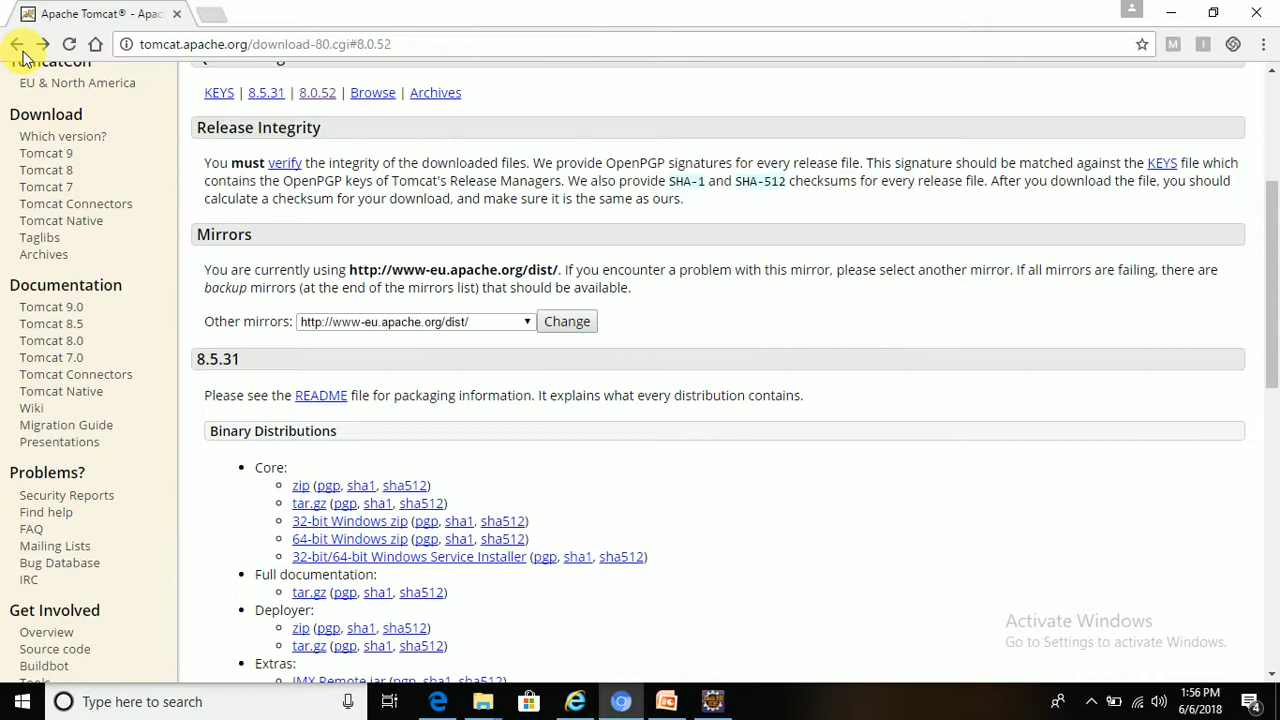 Apache Tomcat® - Apac
tomcat.apache.org/download-80.cgi#8.0.52
TomcatCon
EU & North America
Download
Which version?
Tomcat 9
Tomcat 8
Tomcat 7
Tomcat Connectors
Tomcat Native
Taglibs
Archives
Documentation
Tomcat 9.0
Tomcat 8.5
Tomcat 8.0
Tomcat 7.0
Tomcat Connectors
Tomcat Native
Wiki
Migration Guide
Presentations
Problems?
Security Reports
Find help
FAQ
Mailing Lists
Bug Database
IRC
Get Involved
Overview
Source code
Buildbot
Tools
KEYS | 8.5.31 | 8.0.52 | Browse | Archives
Release Integrity
You must verify the integrity of the downloaded files. We provide OpenPGP signatures for every release file. This signature should be matched against the KEYS file which
contains the OpenPGP keys of Tomcat's Release Managers. We also provide SHA-1 and SHA-512 checksums for every release file. After you download the file, you should
calculate a checksum for your download, and make sure it is the same as ours.
Mirrors
You are currently using http://www-eu.apache.org/dist/. If you encounter a problem with this mirror, please select another mirror. If all mirrors are failing, there are
backup mirrors (at the end of the mirrors list) that should be available.
Other mirrors: http://www-eu.apache.org/dist/ Change
8.5.31
Please see the README file for packaging information. It explains what every distribution contains.
Binary Distributions
Core:
zip (pgp, sha1, sha512)
tar.gz (pgp, sha1, sha512)
32-bit Windows zip (pgp, sha1, sha512)
64-bit Windows zip (pgp, sha1, sha512)
32-bit/64-bit Windows Service Installer (pgp, sha1, sha512)
Full documentation:
tar.gz (pgp, sha1, sha512)
Deployer:
zip (pgp, sha1, sha512)
tar.gz (pgp, sha1, sha512)
Extras:
JMX Remote jar (pgp, sha1, sha512)
Activate Windows
Go to Settings to activate Windows.
Type here to search
1:56 PM
6/6/2018
4